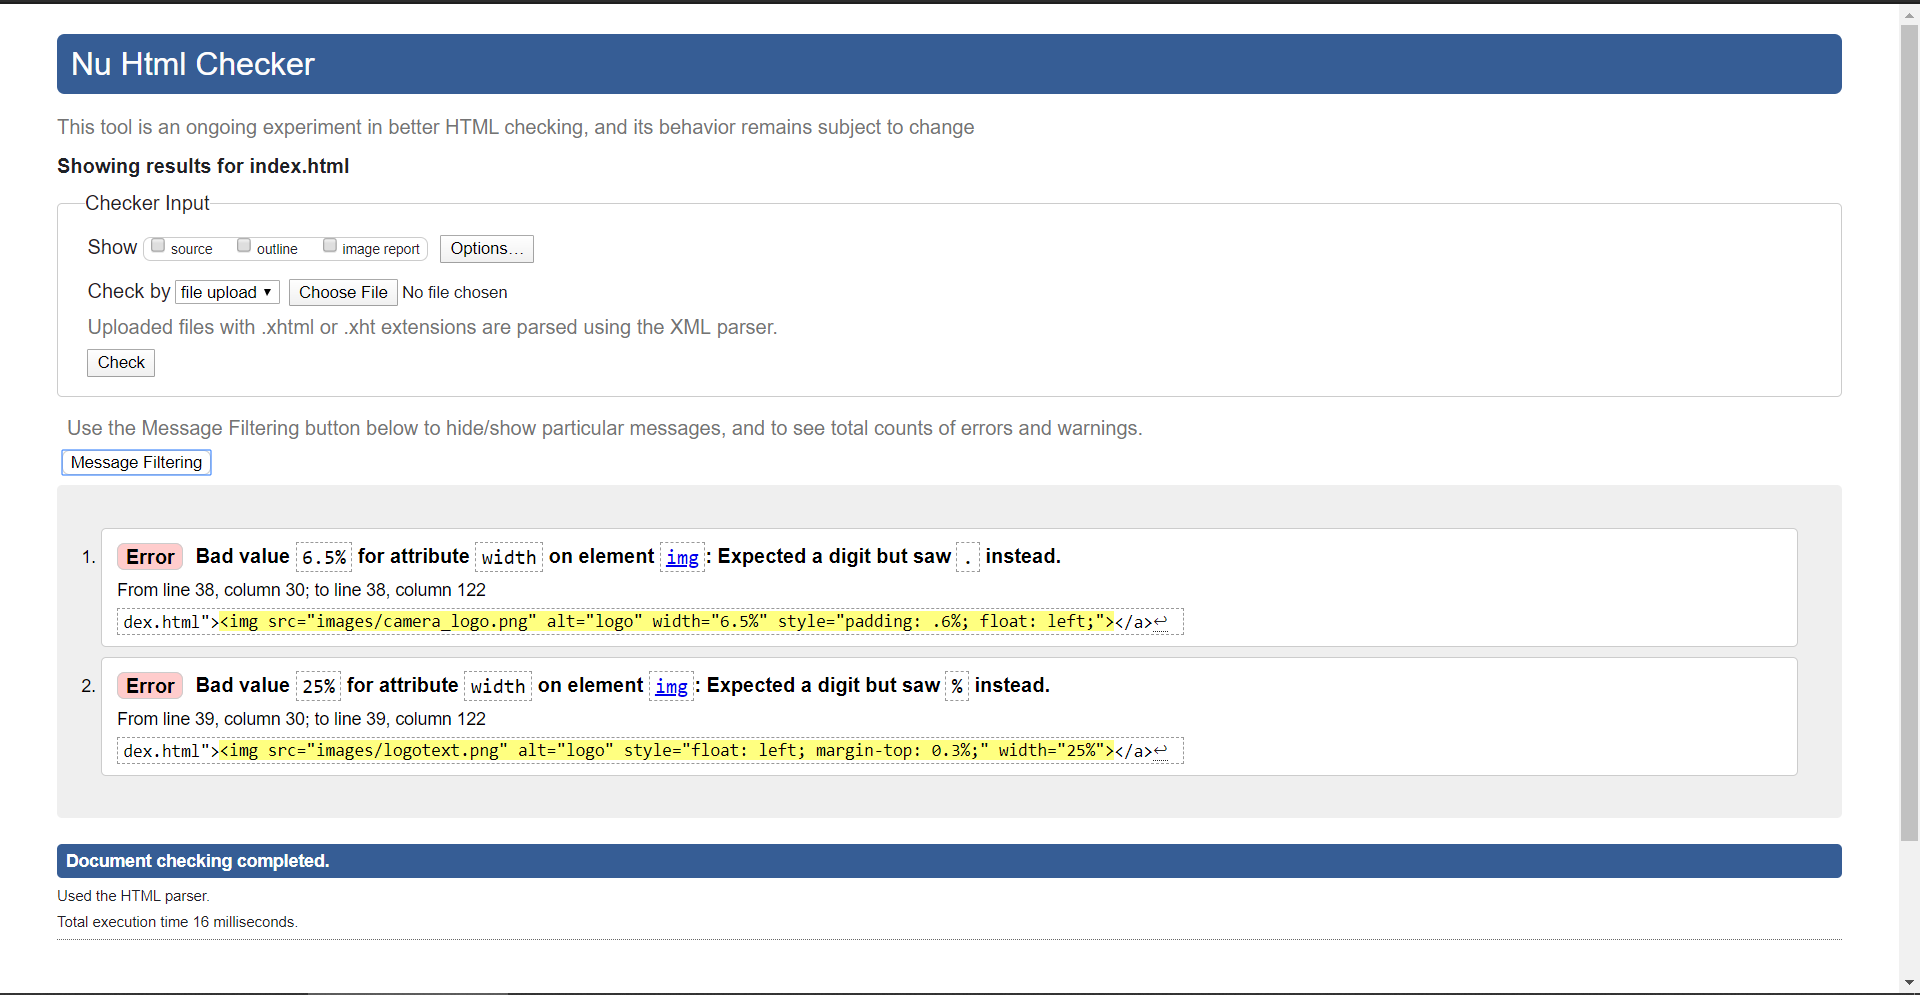 Nu Html Checker
This tool is an ongoing experiment in better HTML checking, and its behavior remains subject to change
Showing results for index.html
Checker Input
Show source outline image report Options...
Check by file upload ▾ Choose File No file chosen
Uploaded files with .xhtml or .xht extensions are parsed using the XML parser.
Check
Use the Message Filtering button below to hide/show particular messages, and to see total counts of errors and warnings.
Message Filtering
1. Error Bad value 6.5% for attribute width on element img: Expected a digit but saw . instead.
From line 38, column 30; to line 38, column 122
dex.html"><img src="images/camera_logo.png" alt="logo" width="6.5%" style="padding: .6%; float: left;"></a>↩
2. Error Bad value 25% for attribute width on element img: Expected a digit but saw % instead.
From line 39, column 30; to line 39, column 122
dex.html"><img src="images/logotext.png" alt="logo" style="float: left; margin-top: 0.3%;" width="25%"></a>↩
Document checking completed.
Used the HTML parser.
Total execution time 16 milliseconds.